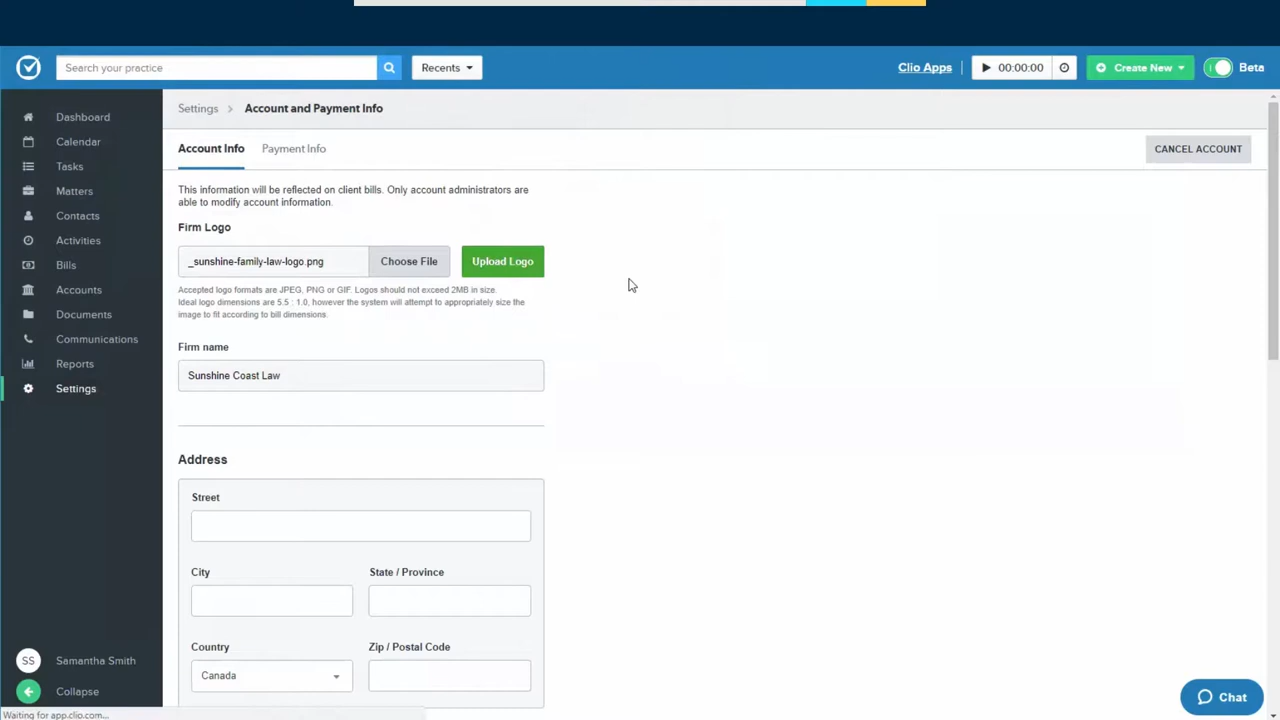 Search your practice
Recents
Clio Apps
00:00:00
Create New
Beta
Dashboard
Calendar
Tasks
Matters
Contacts
Activities
Bills
Accounts
Documents
Communications
Reports
Settings
SS
Samantha Smith
Collapse
Settings > Account and Payment Info
Account Info
Payment Info
CANCEL ACCOUNT
This information will be reflected on client bills. Only account administrators are
able to modify account information.
Firm Logo
_sunshine-family-law-logo.png
Choose File
Upload Logo
Accepted logo formats are JPEG, PNG or GIF. Logos should not exceed 2MB in size.
Ideal logo dimensions are 5.5 : 1.0, however the system will attempt to appropriately size the
image to fit according to bill dimensions.
Firm name
Sunshine Coast Law
Address
Street
City
State / Province
Country
Zip / Postal Code
Canada
Chat
Waiting for app.clio.com...